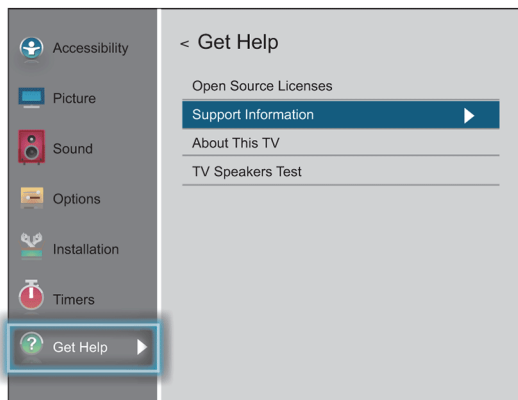 Accessibility
Picture
Sound
Options
Installation
Timers
? Get Help
< Get Help
Open Source Licenses
Support Information
About This TV
TV Speakers Test